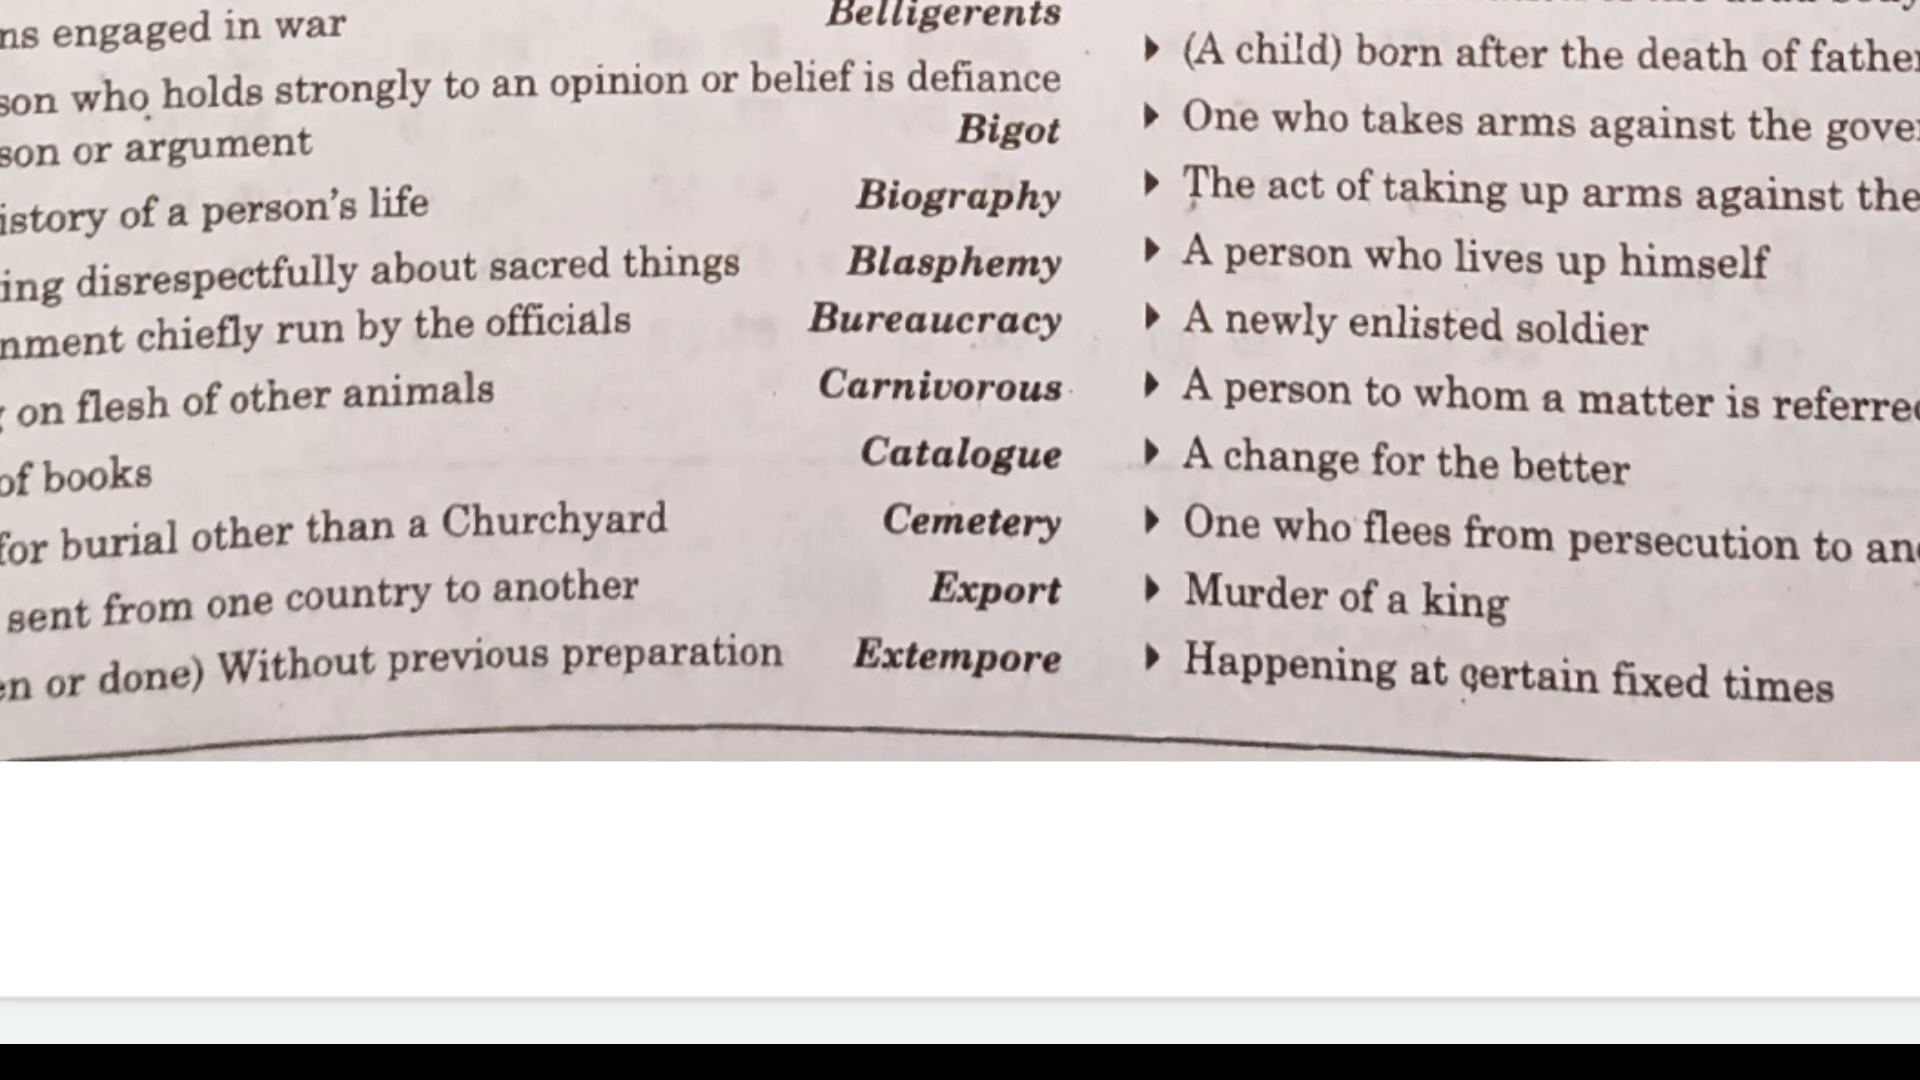 ns engaged in war Belligerents
son who holds strongly to an opinion or belief is defiance
son or argument Bigot
istory of a person's life Biography
ing disrespectfully about sacred things Blasphemy
nment chiefly run by the officials Bureaucracy
on flesh of other animals Carnivorous
of books Catalogue
for burial other than a Churchyard Cemetery
sent from one country to another Export
en or done) Without previous preparation Extempore
(A child) born after the death of father
One who takes arms against the gover
The act of taking up arms against the
A person who lives up himself
A newly enlisted soldier
A person to whom a matter is referred
A change for the better
One who flees from persecution to an
Murder of a king
Happening at certain fixed times